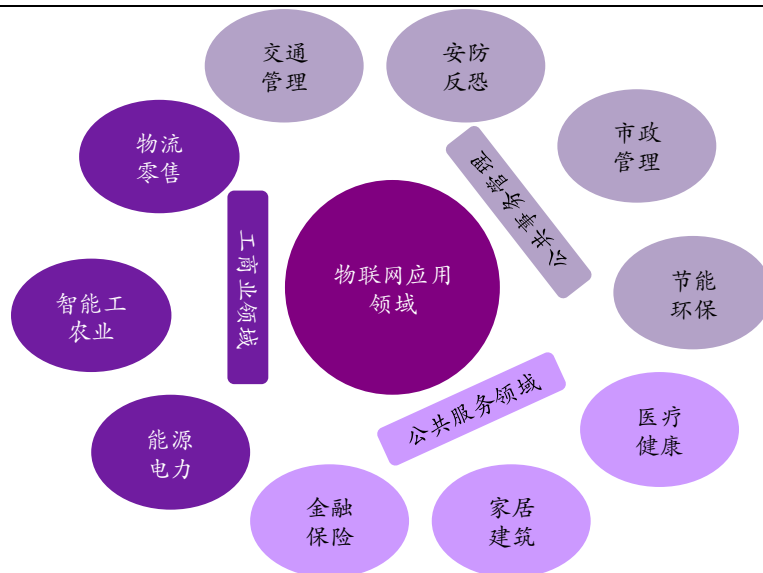 交通
管理
安防
反恐
物流
零售
市政
管理
公共事务管理
工商业领域
物联网应用
领域
智能工
农业
节能
环保
公共服务领域
医疗
健康
能源
电力
金融
保险
家居
建筑